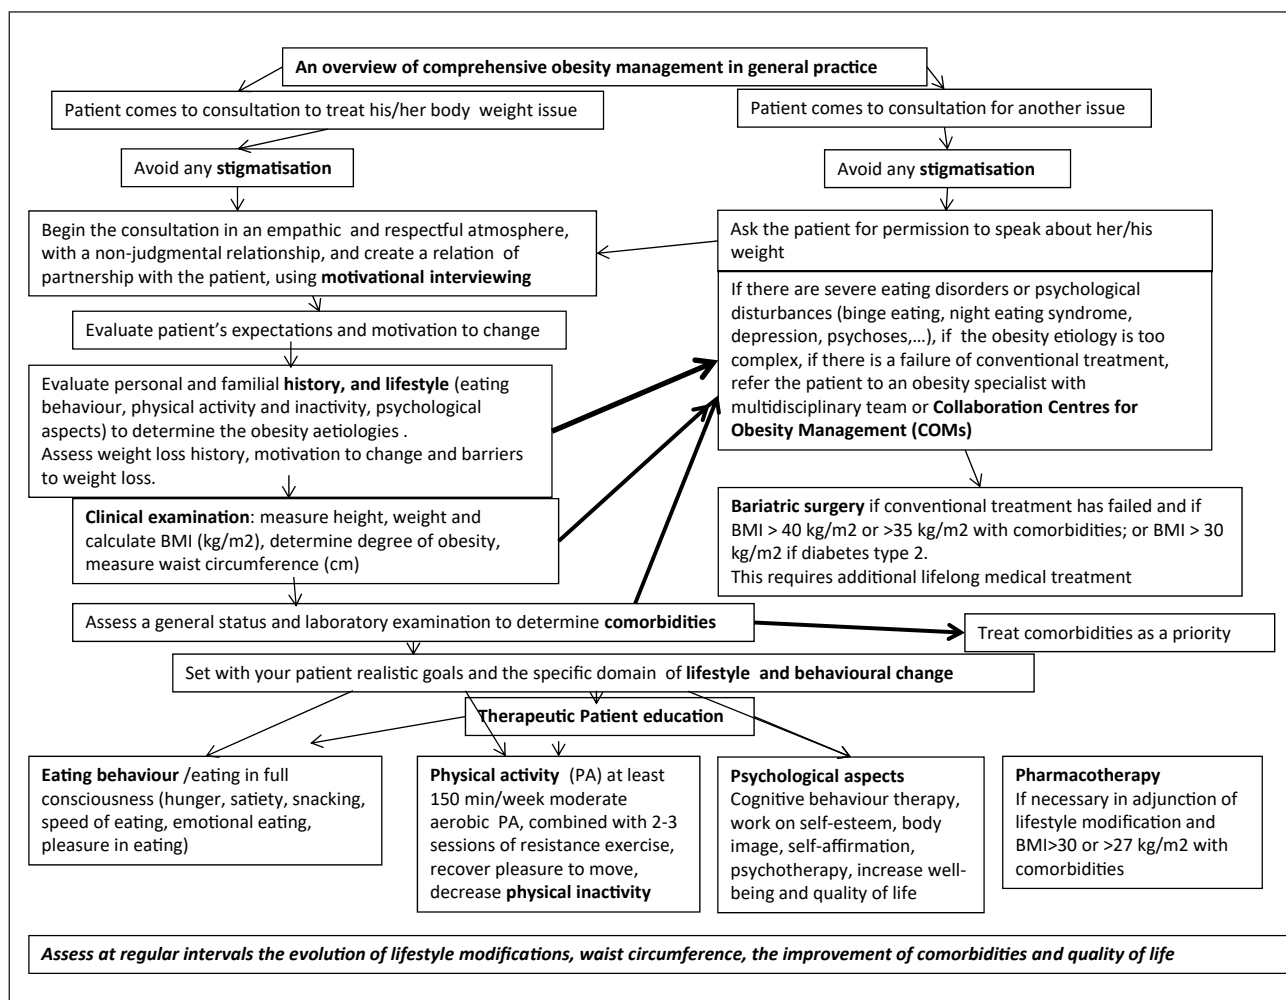 An overview of comprehensive obesity management in general practice
Patient comes to consultation to treat his/her body weight issue
Patient comes to consultation for another issue
Avoid any stigmatisation
Avoid any stigmatisation
Begin the consultation in an empathic and respectful atmosphere,
with a non-judgmental relationship, and create a relation of
partnership with the patient, using motivational interviewing
Ask the patient for permission to speak about her/his
weight
Evaluate patient's expectations and motivation to change
If there are severe eating disorders or psychological
disturbances (binge eating, night eating syndrome,
depression, psychoses,...), if the obesity etiology is too
complex, if there is a failure of conventional treatment,
refer the patient to an obesity specialist with
multidisciplinary team or Collaboration Centres for
Obesity Management (COMs)
Evaluate personal and familial history, and lifestyle (eating
behaviour, physical activity and inactivity, psychological
aspects) to determine the obesity aetiologies .
Assess weight loss history, motivation to change and barriers
to weight loss.
Clinical examination: measure height, weight and
calculate BMI (kg/m2), determine degree of obesity,
measure waist circumference (cm)
Bariatric surgery if conventional treatment has failed and if
BMI > 40 kg/m2 or >35 kg/m2 with comorbidities; or BMI > 30
kg/m2 if diabetes type 2.
This requires additional lifelong medical treatment
Assess a general status and laboratory examination to determine comorbidities
Treat comorbidities as a priority
Set with your patient realistic goals and the specific domain of lifestyle and behavioural change
Therapeutic Patient education
Eating behaviour /eating in full
consciousness (hunger, satiety, snacking,
speed of eating, emotional eating,
pleasure in eating)
Physical activity (PA) at least
150 min/week moderate
aerobic PA, combined with 2-3
sessions of resistance exercise,
recover pleasure to move,
decrease physical inactivity
Psychological aspects
Cognitive behaviour therapy,
work on self-esteem, body
image, self-affirmation,
psychotherapy, increase well-
being and quality of life
Pharmacotherapy
If necessary in adjunction of
lifestyle modification and
BMI>30 or >27 kg/m2 with
comorbidities
Assess at regular intervals the evolution of lifestyle modifications, waist circumference, the improvement of comorbidities and quality of life